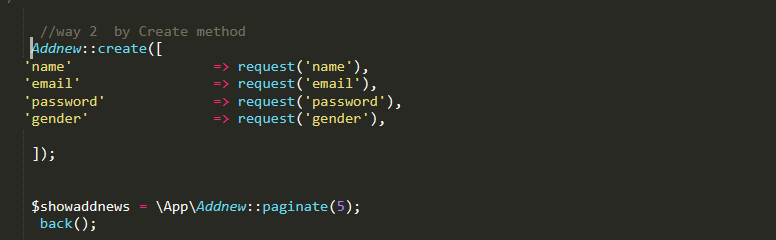 //way 2  by Create method
Addnew::create([
'name'                 => request('name'),
'email'                => request('email'),
'password'             => request('password'),
'gender'               => request('gender'),
]);
$showaddnews = \App\Addnew::paginate(5);
back();